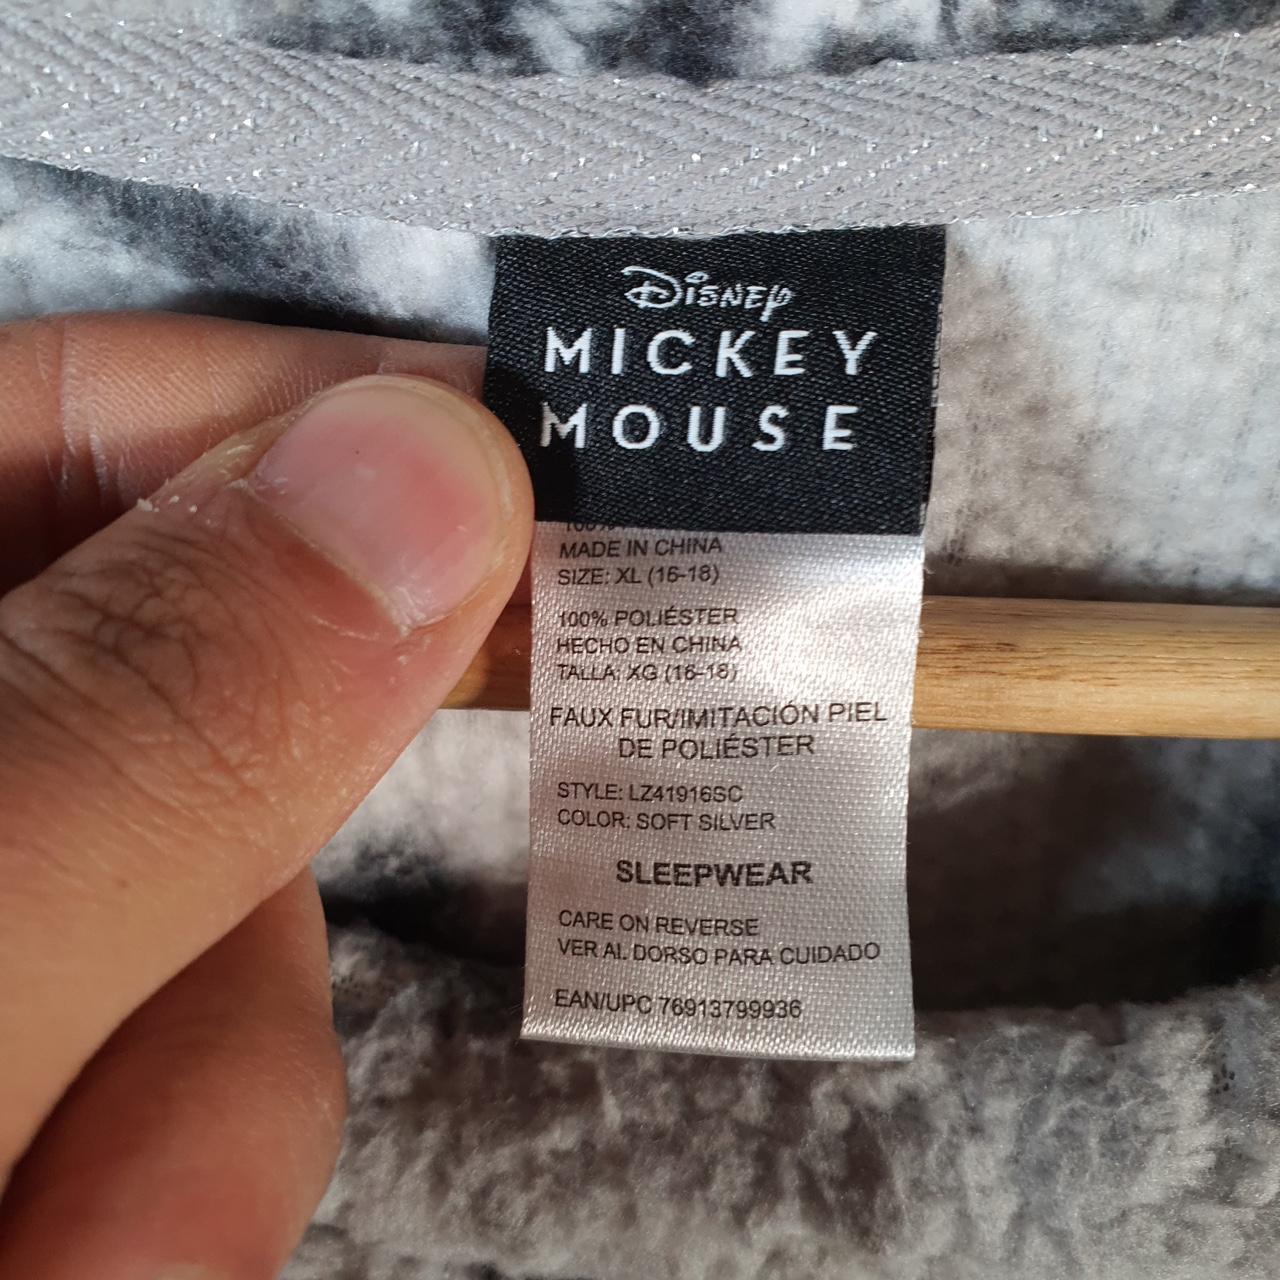 Disney
MICKEY
MOUSE
100%
MADE IN CHINA
SIZE: XL (16-18)
100% POLIÉSTER
HECHO EN CHINA
TALLA: XG (16-18)
FAUX FUR/IMITACIÓN PIEL
DE POLIÉSTER
STYLE: LZ41916SC
COLOR: SOFT SILVER
SLEEPWEAR
CARE ON REVERSE
VER AL DORSO PARA CUIDADO
EAN/UPC 76913799936